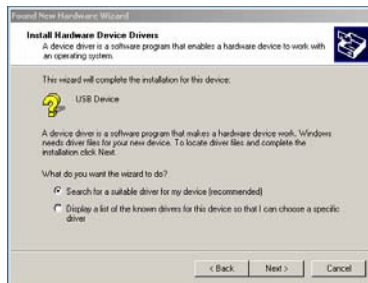 Found New Hardware Wizard
Install Hardware Device Drivers
A device driver is a software program that enables a hardware device to work with
an operating system.
This wizard will complete the installation for this device:
USB Device
A device driver is a software program that makes a hardware device work. Windows
needs driver files for your new device. To locate driver files and complete the
installation click Next.
What do you want the wizard to do?
Search for a suitable driver for my device (recommended)
Display a list of the known drivers for this device so that I can choose a specific
driver
< Back
Next >
Cancel